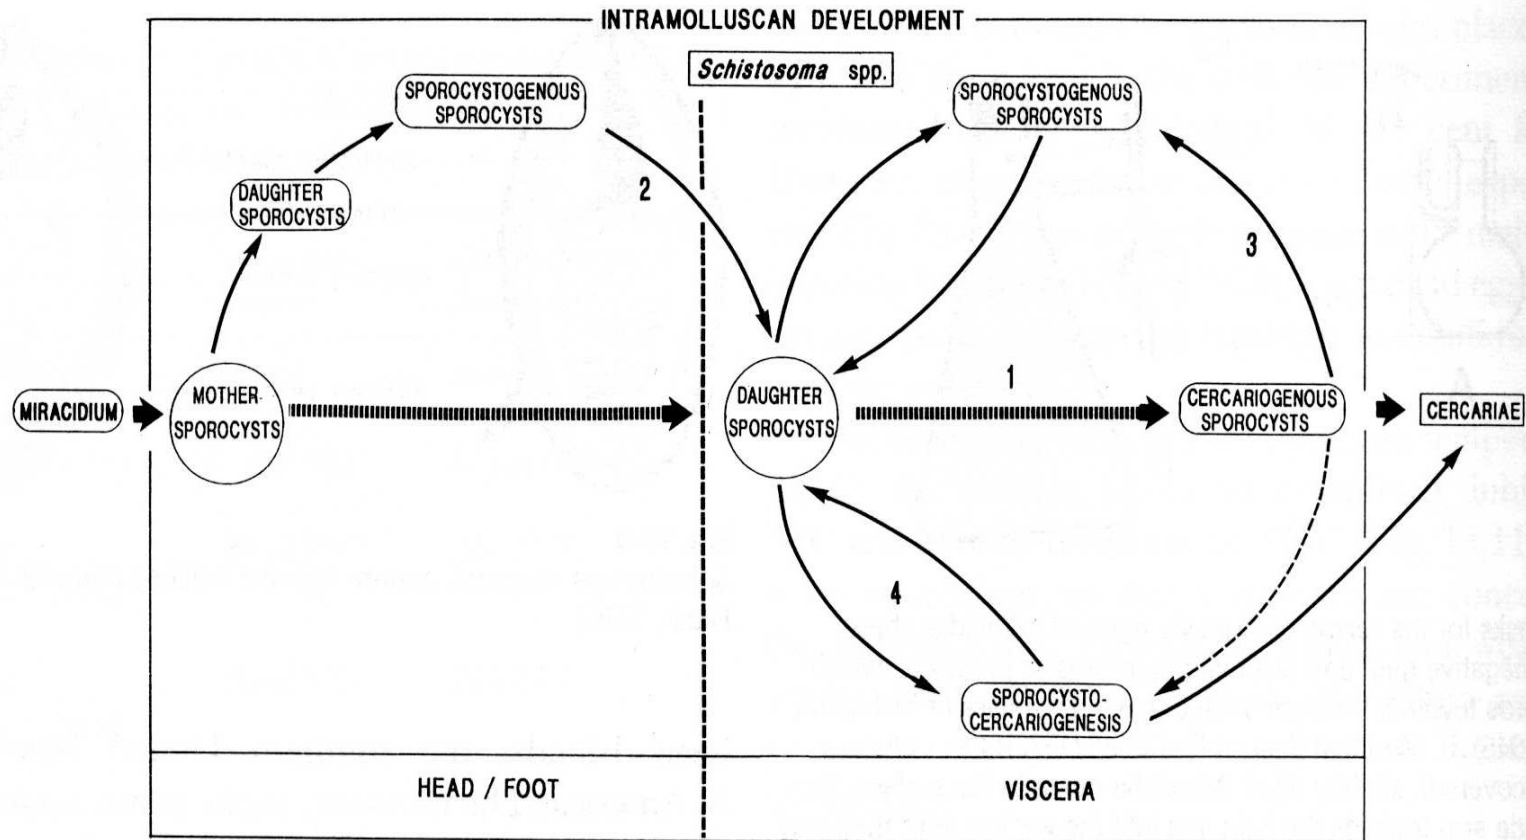 INTRAMOLLUSCAN DEVELOPMENT
Schistosoma spp.
SPOROCYSTOGENOUS
SPOROCYSTS
SPOROCYSTOGENOUS
SPOROCYSTS
2
DAUGHTER
SPOROCYSTS
3
MIRACIDIUM
MOTHER-
SPOROCYSTS
DAUGHTER
SPOROCYSTS
1
CERCARIOGENOUS
SPOROCYSTS
CERCARIAE
4
SPOROCYSTO-
CERCARIOGENESIS
HEAD / FOOT
VISCERA